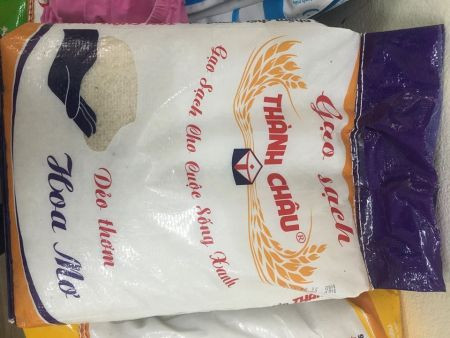 Gạo sạch
THÀNH CHÂU®
Gạo Sạch Cho Cuộc Sống Xanh
Dẻo thơm
Hoa Mơ